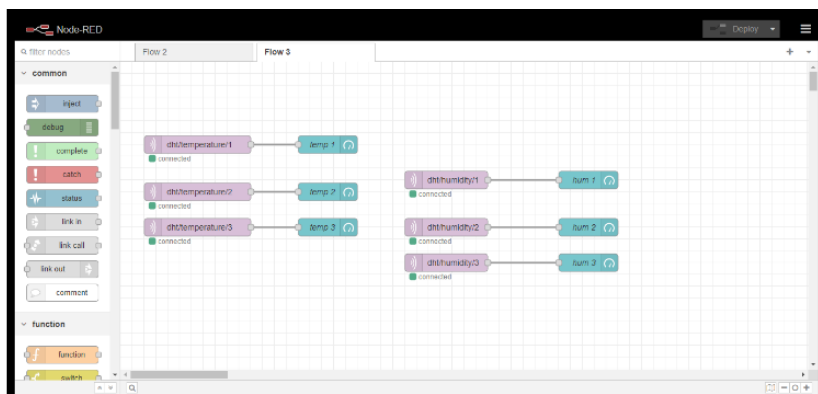 Node-RED
Deploy
filter nodes
Flow 2
Flow 3
common
inject
debug
complete
catch
status
link in
link call
link out
comment
function
function
switch
dht/temperature/1
connected
temp 1
dht/temperature/2
connected
temp 2
dht/temperature/3
connected
temp 3
dht/humidity/1
connected
hum 1
dht/humidity/2
connected
hum 2
dht/humidity/3
connected
hum 3